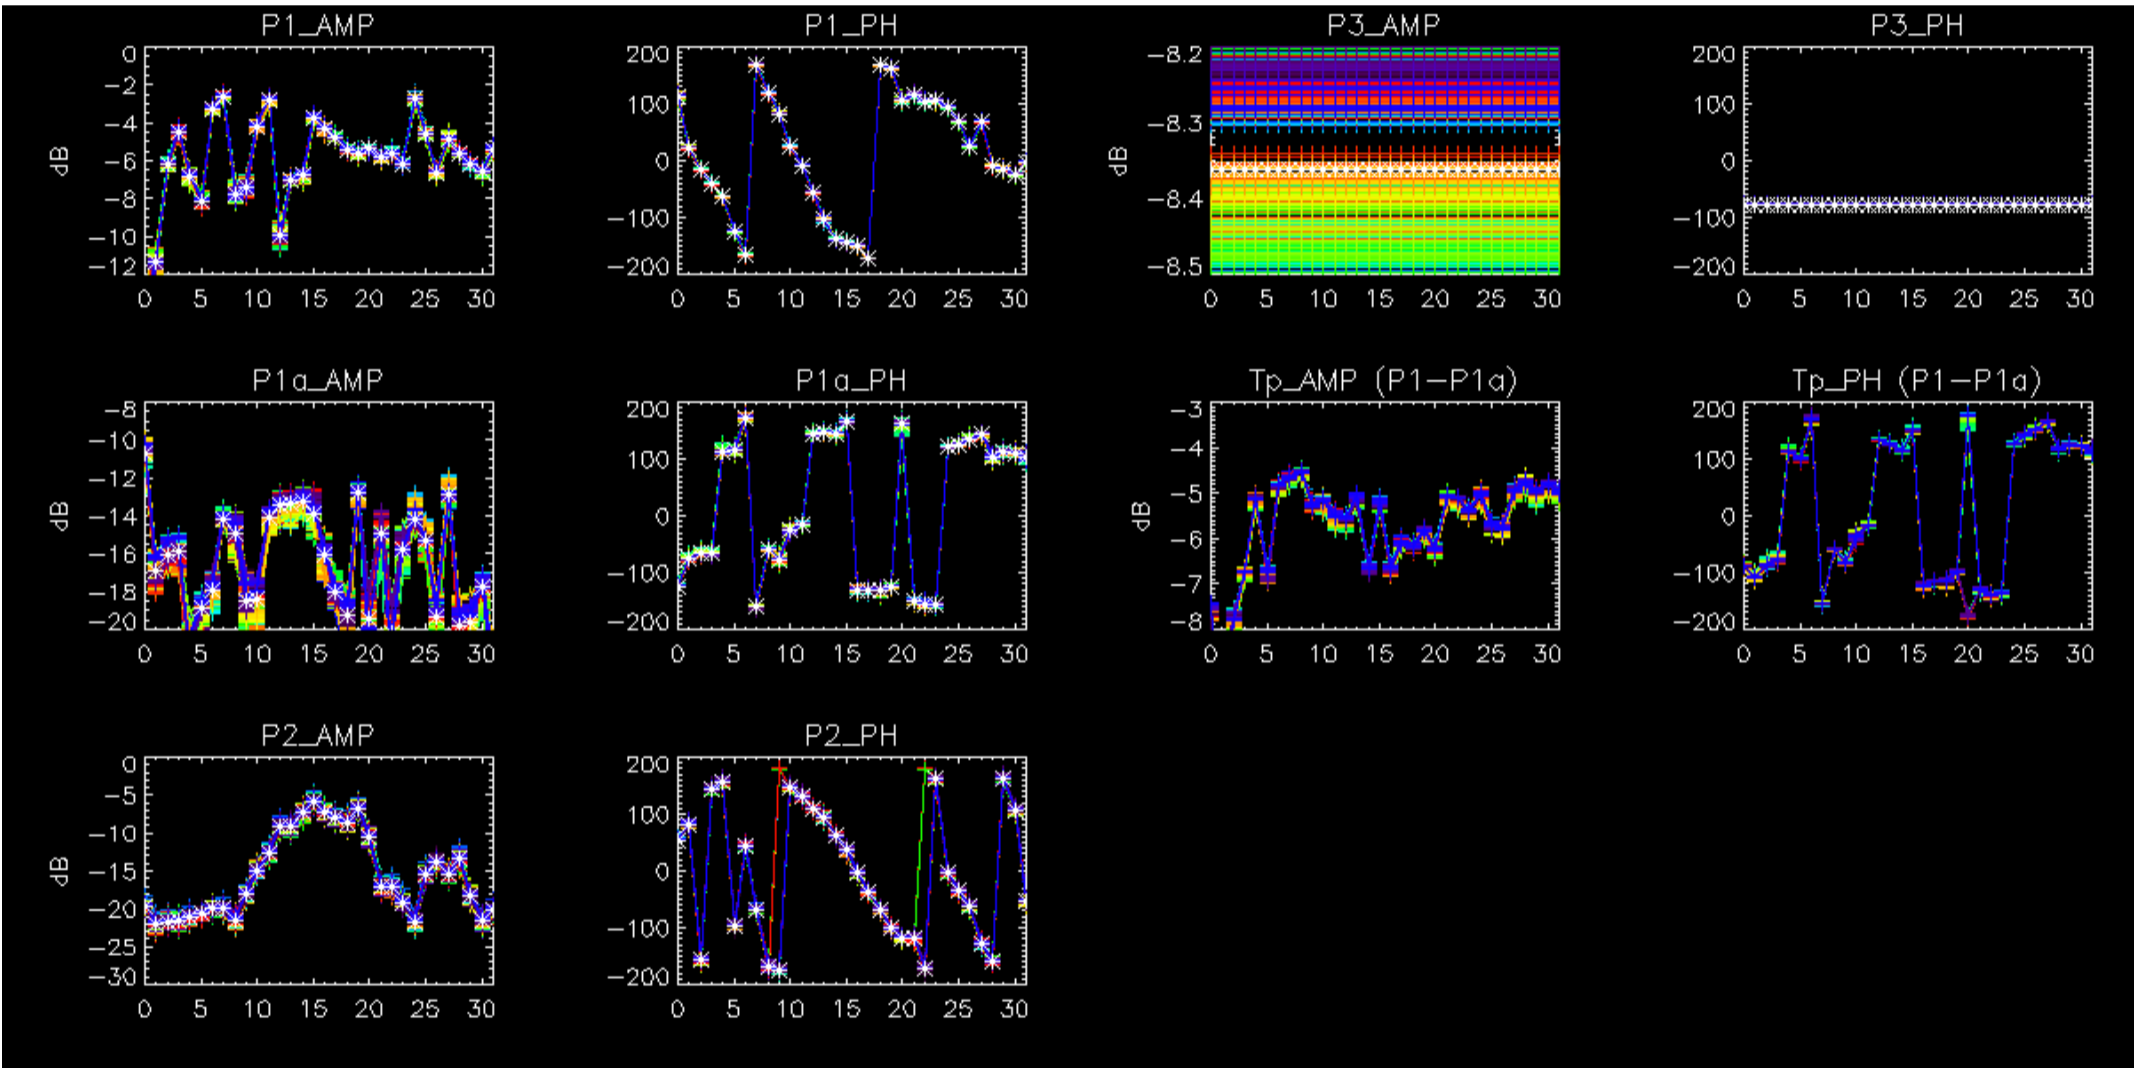 P1_AMP
0
-2
-4
-6
-8
-10
-12
dB
0 5 10 15 20 25 30
P1_PH
200
100
0
-100
-200
0 5 10 15 20 25 30
P3_AMP
-8.2
-8.3
-8.4
-8.5
dB
0 5 10 15 20 25 30
P3_PH
200
100
0
-100
-200
0 5 10 15 20 25 30
P1a_AMP
-8
-10
-12
-14
-16
-18
-20
dB
0 5 10 15 20 25 30
P1a_PH
200
100
0
-100
-200
0 5 10 15 20 25 30
Tp_AMP (P1-P1a)
-3
-4
-5
-6
-7
-8
dB
0 5 10 15 20 25 30
Tp_PH (P1-P1a)
200
100
0
-100
-200
0 5 10 15 20 25 30
P2_AMP
0
-5
-10
-15
-20
-25
-30
dB
0 5 10 15 20 25 30
P2_PH
200
100
0
-100
-200
0 5 10 15 20 25 30